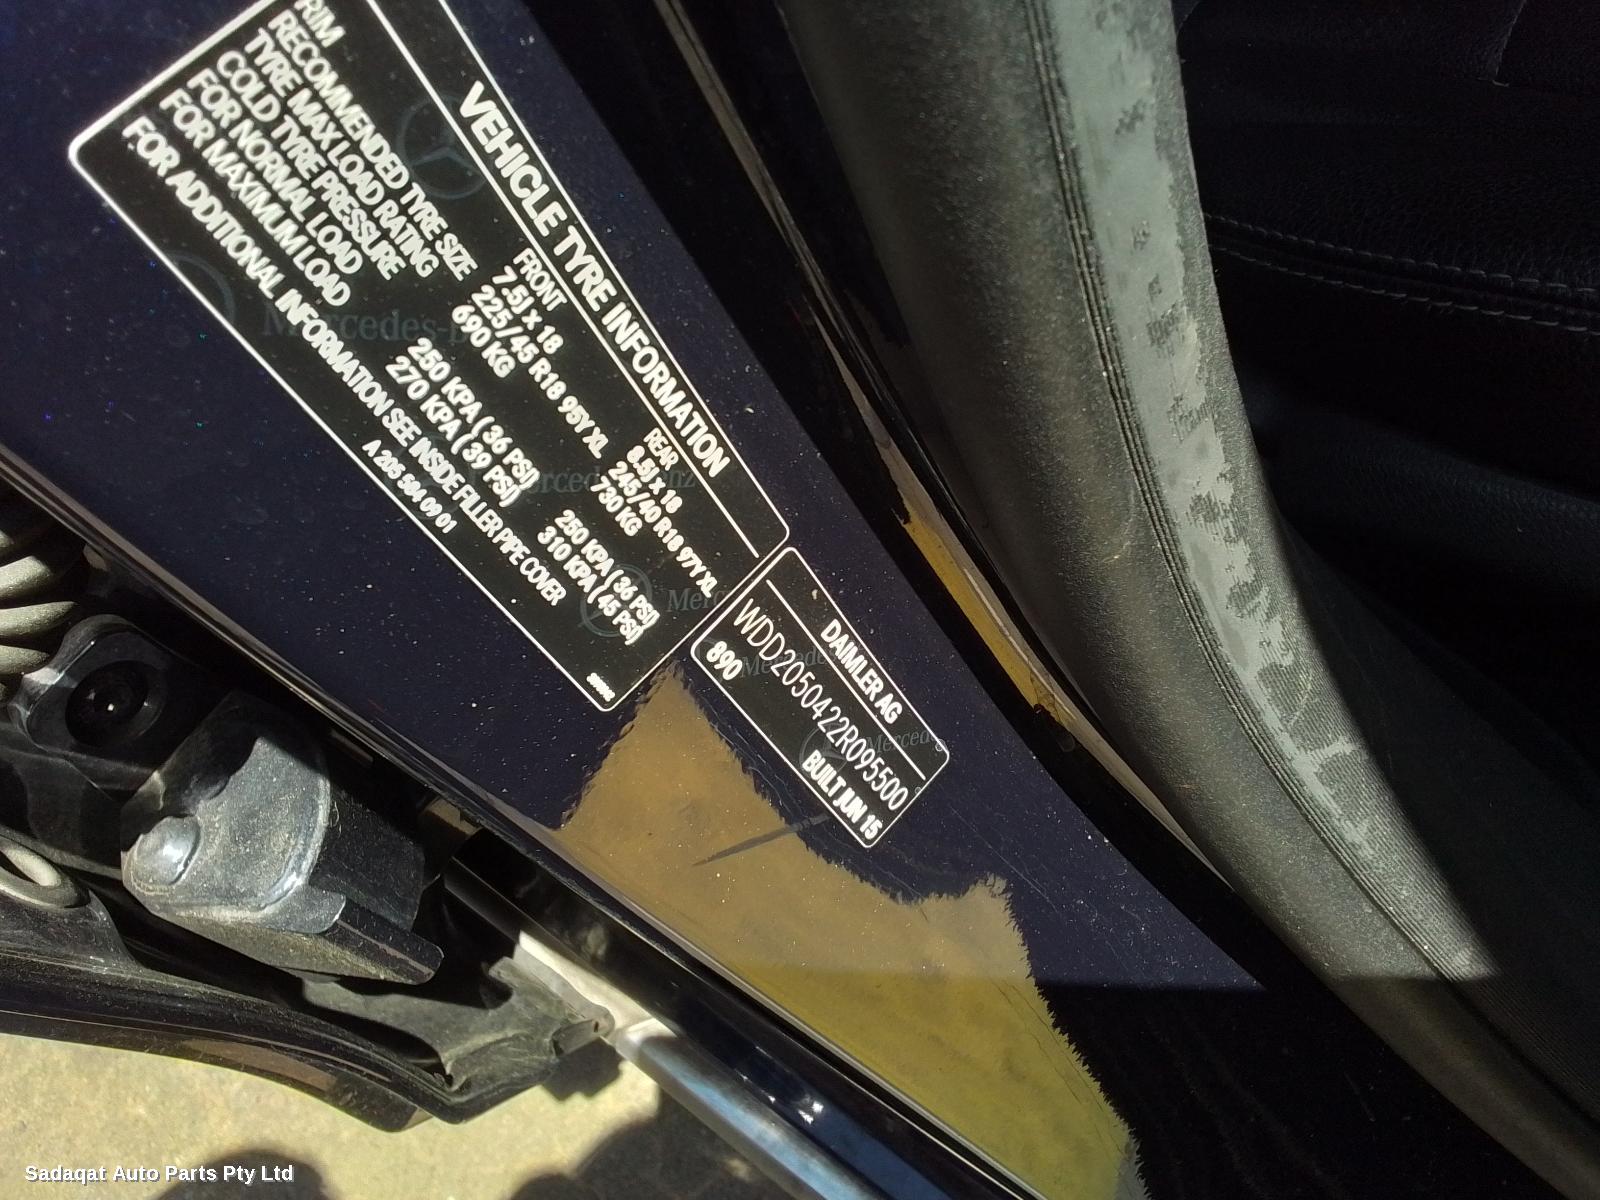 VEHICLE TYRE INFORMATION
FRONT REAR
RIM 7.5J x 18 8.5J x 18
RECOMMENDED TYRE SIZE 225/45 R18 95Y XL 245/40 R18 97Y XL
TYRE MAX LOAD RATING 690 KG 730 KG
COLD TYRE PRESSURE
FOR NORMAL LOAD 250 KPA ( 36 PSI) 250 KPA ( 36 PSI)
FOR MAXIMUM LOAD 270 KPA ( 39 PSI) 310 KPA ( 45 PSI)
FOR ADDITIONAL INFORMATION SEE INSIDE FILLER PIPE COVER
A 205 584 09 01
DAIMLER AG
WDD2050422R095500
890 BUILT JUN 15
Sadaqat Auto Parts Pty Ltd